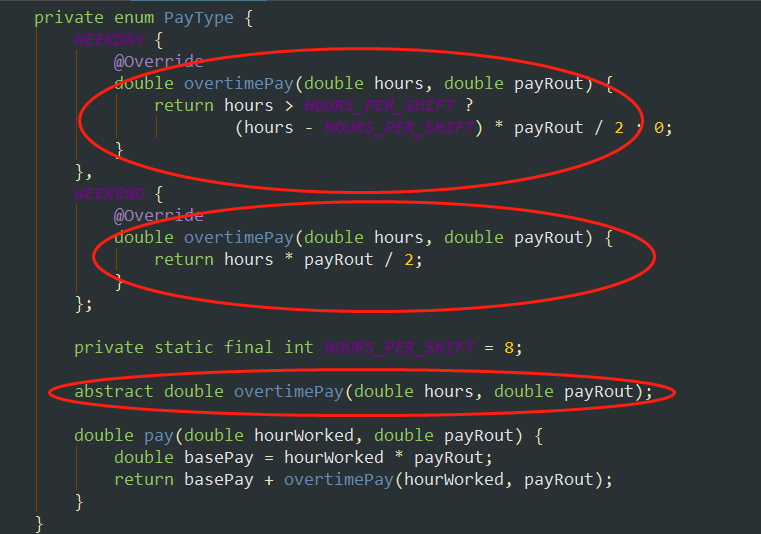 private enum PayType {
WEEKDAY {
@Override
double overtimePay(double hours, double payRout) {
return hours > HOURS_PER_SHIFT ?
(hours - HOURS_PER_SHIFT) * payRout / 2 : 0;
}
},
WEEKEND {
@Override
double overtimePay(double hours, double payRout) {
return hours * payRout / 2;
}
};
private static final int HOURS_PER_SHIFT = 8;
abstract double overtimePay(double hours, double payRout);
double pay(double hourWorked, double payRout) {
double basePay = hourWorked * payRout;
return basePay + overtimePay(hourWorked, payRout);
}
}